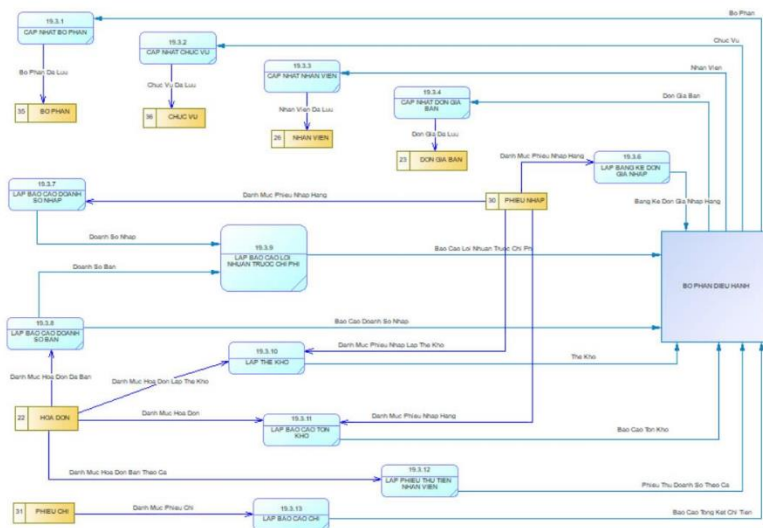 Bo Phan
19.3.1
CAP NHAT BO PHAN
Chuc Vu
19.3.2
CAP NHAT CHUC VU
Nhan Vien
19.3.3
CAP NHAT NHAN VIEN
Bo Phan Da Luu
Chuc Vu Da Luu
Don Gia Ban
19.3.4
CAP NHAT DON GIA
BAN
35 BO PHAN
36 CHUC VU
Nhan Vien Da Luu
26 NHAN VIEN
Don Gia Da Luu
23 DON GIA BAN
Danh Muc Phieu Nhap Hang
19.3.6
LAP BANG KE DON
GIA NHAP
19.3.7
LAP BAO CAO DOANH
SO NHAP
Danh Muc Phieu Nhap Hang
30 PHIEU NHAP
Bang Ke Don Gia Nhap Hang
Doanh So Nhap
19.3.9
LAP BAO CAO LOI
NHUAN TRUOC CHI PHI
Bao Cao Loi Nhuan Truoc Chi Phi
Doanh So Ban
BO PHAN DIEU HANH
19.3.8
LAP BAO CAO DOANH
SO BAN
Bao Cao Doanh So Nhap
19.3.10
LAP THE KHO
Danh Muc Phieu Nhap Lap The Kho
The Kho
Danh Muc Hoa Don Da Ban
Danh Muc Hoa Don Lap The Kho
22 HOA DON
Danh Muc Hoa Don
19.3.11
LAP BAO CAO TON
KHO
Danh Muc Phieu Nhap Hang
Bao Cao Ton Kho
Danh Muc Hoa Don Ban Theo Ca
19.3.12
LAP PHIEU THU TIEN
NHAN VIEN
Phieu Thu Doanh So Theo Ca
31 PHIEU CHI
Danh Muc Phieu Chi
19.3.13
LAP BAO CAO CHI
Bao Cao Tong Ket Chi Tien